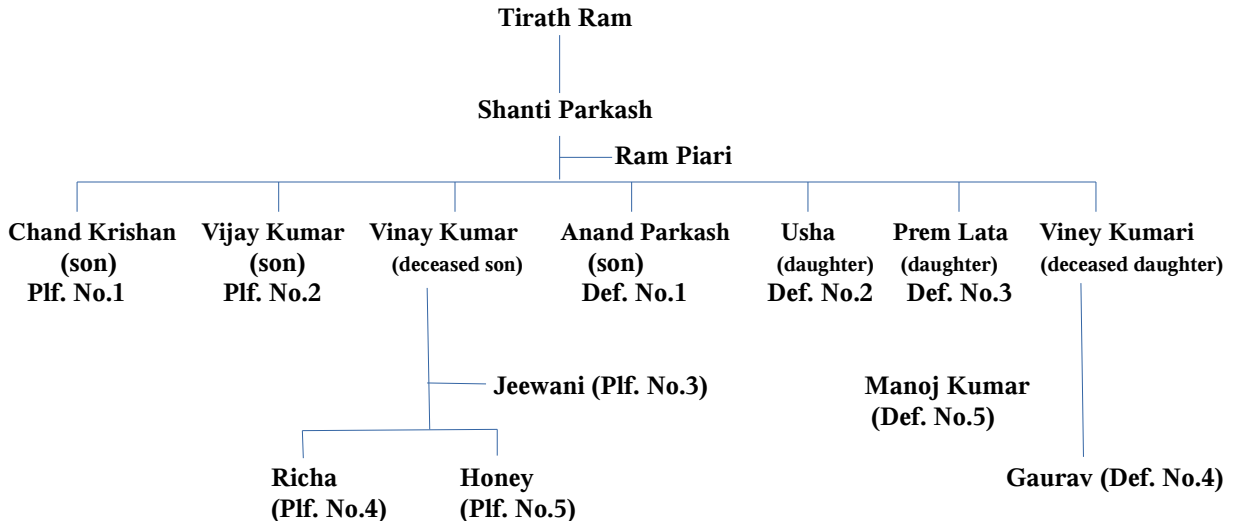 Tirath Ram
Shanti Parkash
Ram Piari
Chand Krishan
(son)
Plf. No.1
Vijay Kumar
(son)
Plf. No.2
Vinay Kumar
(deceased son)
Anand Parkash
(son)
Def. No.1
Usha
(daughter)
Def. No.2
Prem Lata
(daughter)
Def. No.3
Viney Kumari
(deceased daughter)
Jeewani (Plf. No.3)
Manoj Kumar
(Def. No.5)
Richa
(Plf. No.4)
Honey
(Plf. No.5)
Gaurav (Def. No.4)